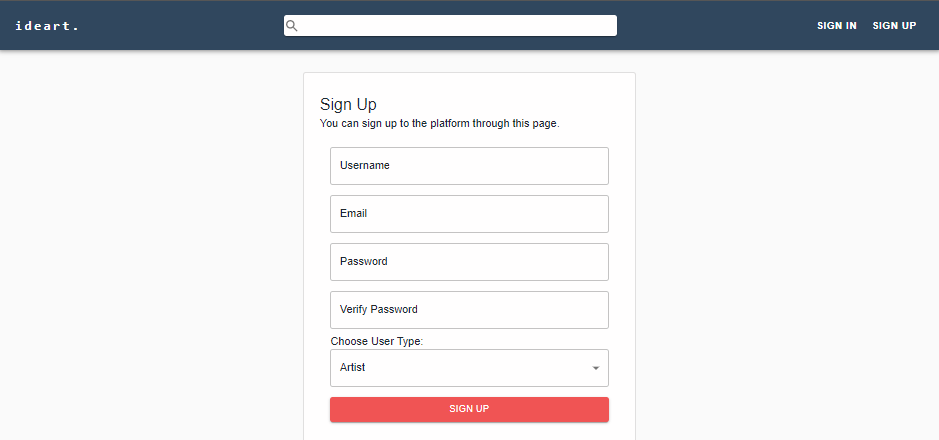 ideart.
SIGN IN SIGN UP
Sign Up
You can sign up to the platform through this page.
Username
Email
Password
Verify Password
Choose User Type:
Artist
SIGN UP